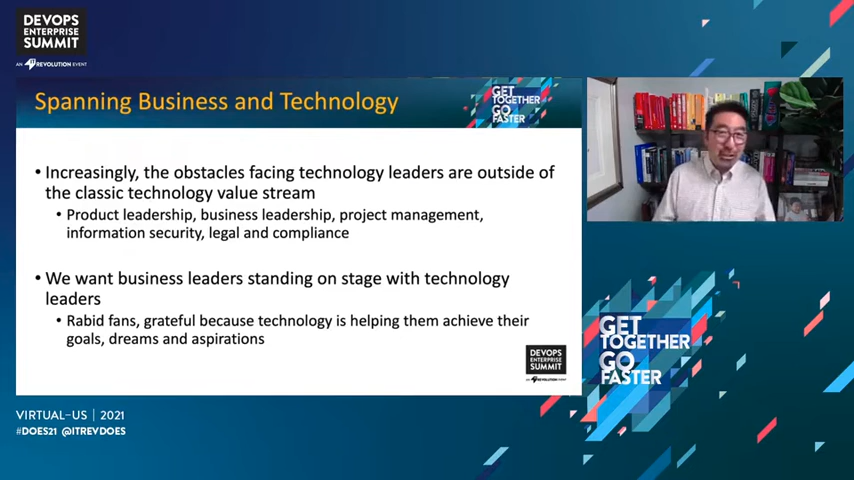 DEVOPS
ENTERPRISE
SUMMIT
AN IT REVOLUTION EVENT
Spanning Business and Technology
GET
TOGETHER
GO
FASTER
• Increasingly, the obstacles facing technology leaders are outside of
the classic technology value stream
• Product leadership, business leadership, project management,
information security, legal and compliance
• We want business leaders standing on stage with technology
leaders
• Rabid fans, grateful because technology is helping them achieve their
goals, dreams and aspirations
DEVOPS
ENTERPRISE
SUMMIT
AN IT REVOLUTION EVENT
GET
TOGETHER
GO
FASTER
VIRTUAL-US | 2021
#DOES21 @ITREVDOES